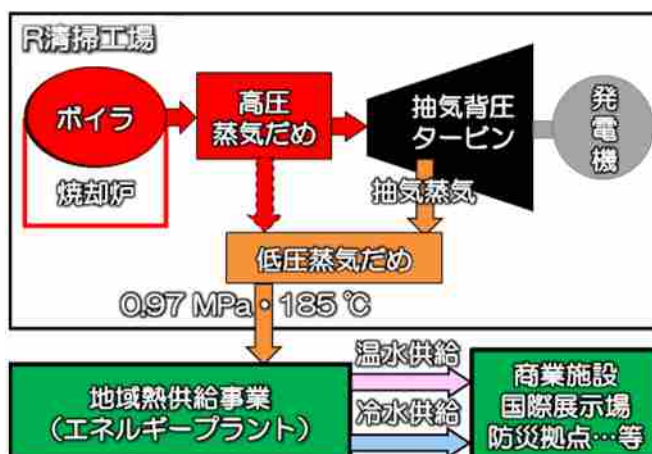 R清掃工場
ボイラ
焼却炉
高圧
蒸気だめ
抽気背圧
タービン
発電機
抽気蒸気
低圧蒸気だめ
0.97 MPa・185 ℃
地域熱供給事業
（エネルギープラント）
温水供給
冷水供給
商業施設
国際展示場
防災拠点…等